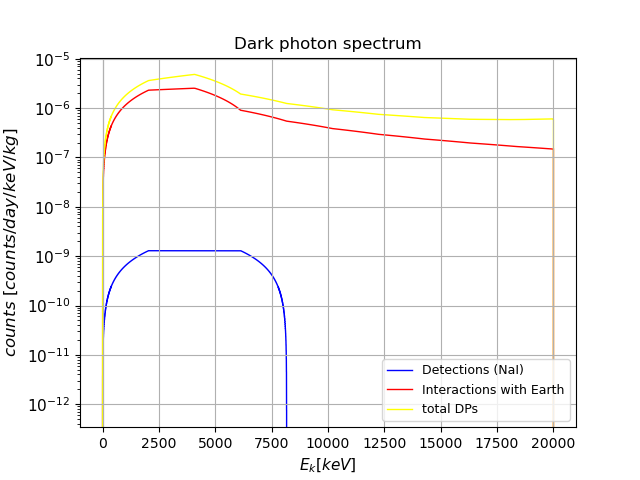 Dark photon spectrum
counts [counts/day/keV/kg]
10⁻⁵
10⁻⁶
10⁻⁷
10⁻⁸
10⁻⁹
10⁻¹⁰
10⁻¹¹
10⁻¹²
Detections (NaI)
Interactions with Earth
total DPs
0 2500 5000 7500 10000 12500 15000 17500 20000
Eₖ[keV]